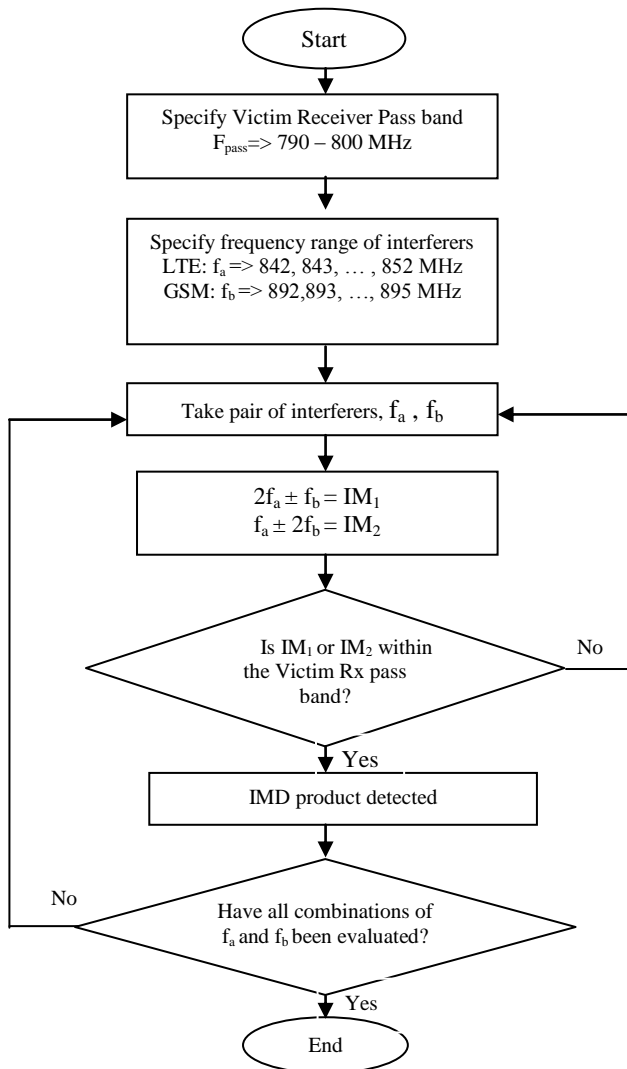 Start
Specify Victim Receiver Pass band
Fpass=> 790 – 800 MHz
Specify frequency range of interferers
LTE: fa => 842, 843, … , 852 MHz
GSM: fb => 892,893, …, 895 MHz
Take pair of interferers, fa , fb
2fa ± fb = IM1
fa ± 2fb = IM2
Is IM1 or IM2 within
the Victim Rx pass
band?
No
Yes
IMD product detected
No
Have all combinations of
fa and fb been evaluated?
Yes
End